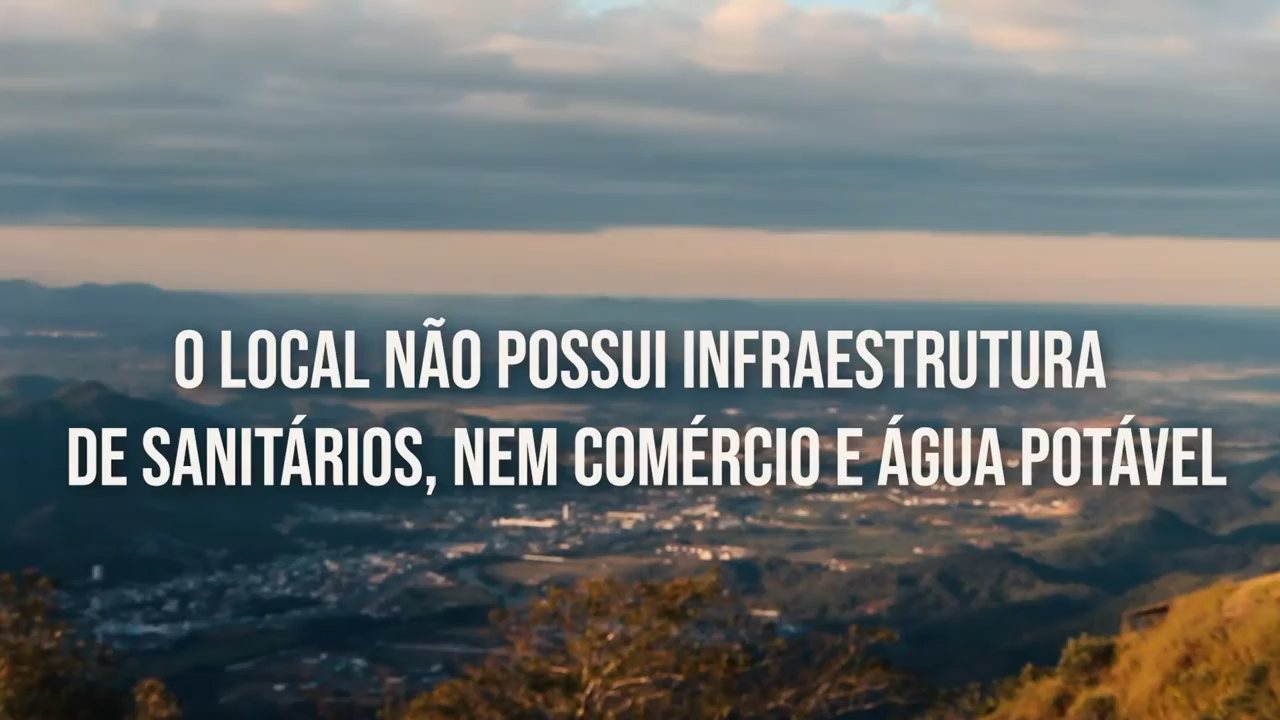 O LOCAL NÃO POSSUI INFRAESTRUTURA
DE SANITÁRIOS, NEM COMÉRCIO E ÁGUA POTÁVEL